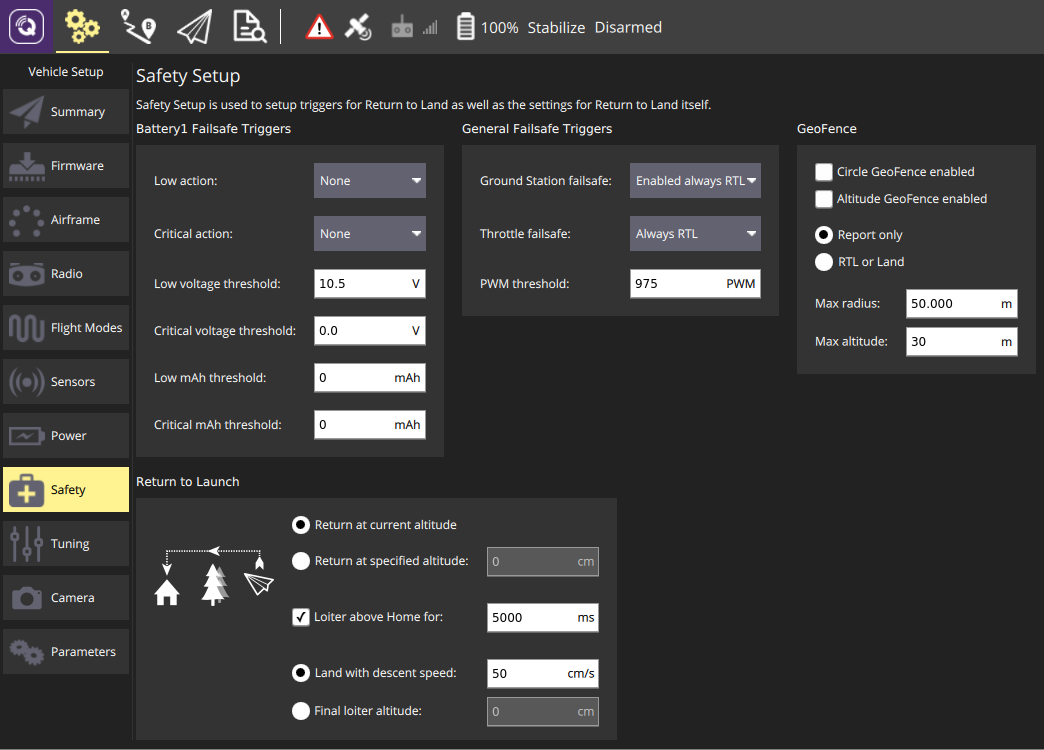 100% Stabilize Disarmed
Vehicle Setup
Summary
Firmware
Airframe
Radio
Flight Modes
Sensors
Power
Safety
Tuning
Camera
Parameters
Safety Setup
Safety Setup is used to setup triggers for Return to Land as well as the settings for Return to Land itself.
Battery1 Failsafe Triggers
Low action: None
Critical action: None
Low voltage threshold: 10.5 V
Critical voltage threshold: 0.0 V
Low mAh threshold: 0 mAh
Critical mAh threshold: 0 mAh
General Failsafe Triggers
Ground Station failsafe: Enabled always RTL
Throttle failsafe: Always RTL
PWM threshold: 975 PWM
GeoFence
Circle GeoFence enabled
Altitude GeoFence enabled
Report only
RTL or Land
Max radius: 50.000 m
Max altitude: 30 m
Return to Launch
Return at current altitude
Return at specified altitude: 0 cm
Loiter above Home for: 5000 ms
Land with descent speed: 50 cm/s
Final loiter altitude: 0 cm